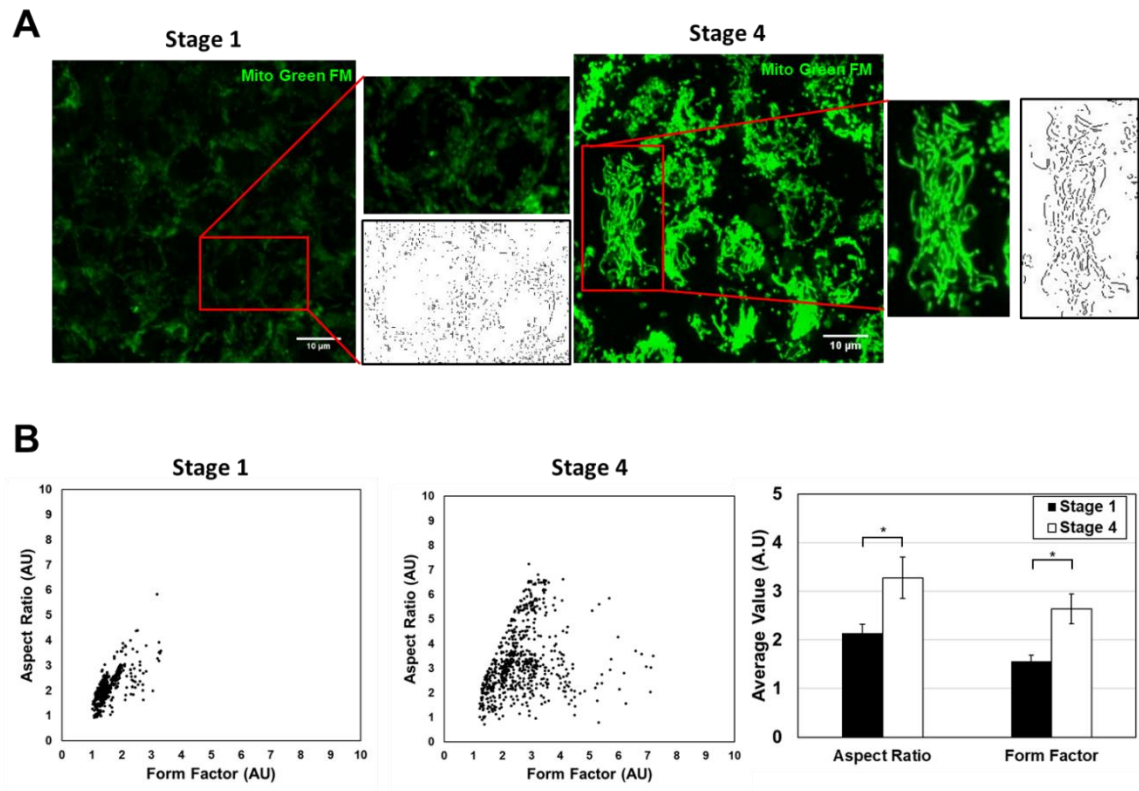 A
Stage 1
Stage 4
Mito Green FM
Mito Green FM
10 µm
10 µm
B
Stage 1
Stage 4
Aspect Ratio (AU)
10
9
8
7
6
5
4
3
2
1
0
0 1 2 3 4 5 6 7 8 9 10
Form Factor (AU)
Aspect Ratio (AU)
10
9
8
7
6
5
4
3
2
1
0
0 1 2 3 4 5 6 7 8 9 10
Form Factor (AU)
Average Value (A.U)
5
4
3
2
1
0
Stage 1
Stage 4
*
*
Aspect Ratio
Form Factor